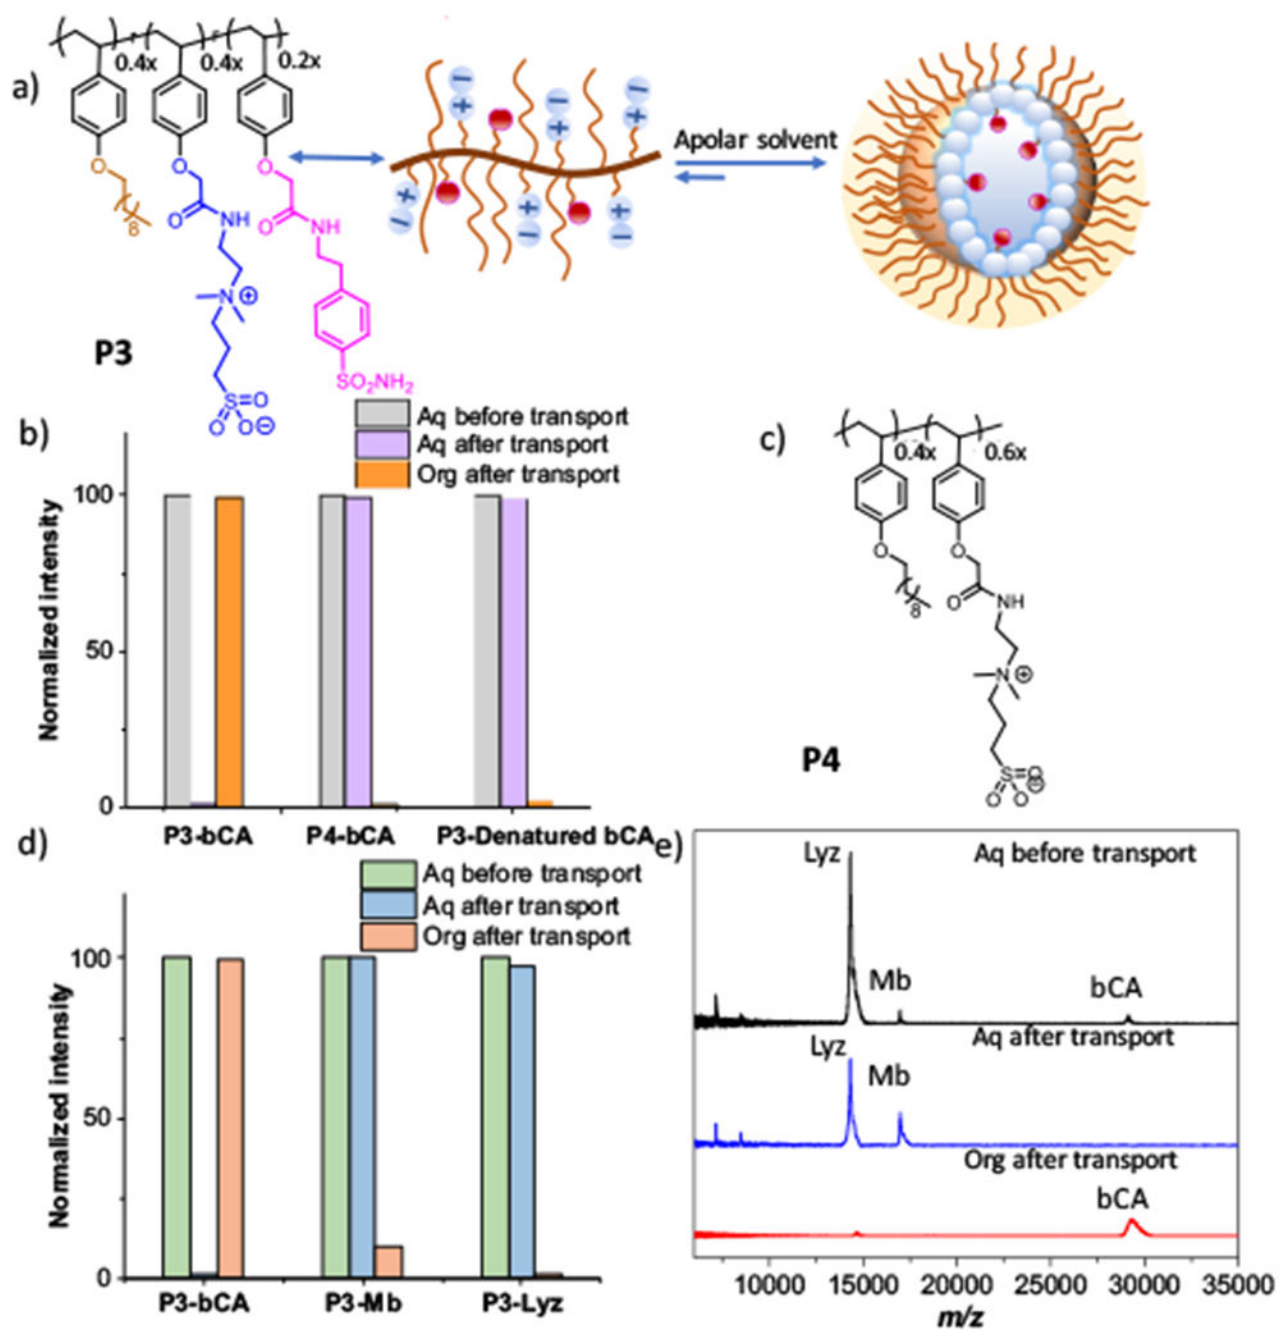 a)
0.4x
0.4x
0.2x
r
r
O
O
O
8
O
NH
O
NH
N⊕
S=O
O O⊖
SO₂NH₂
P3
− + − + − +
+ − + − + −
Apolar solvent
b)
Aq before transport
Aq after transport
Org after transport
Normalized intensity
100
50
0
P3-bCA
P4-bCA
P3-Denatured bCA
c)
0.4x
0.6x
O
O
8
O
NH
N⊕
S=O
O O⊖
P4
d)
Aq before transport
Aq after transport
Org after transport
Normalized intensity
100
50
0
P3-bCA
P3-Mb
P3-Lyz
e)
Lyz
Aq before transport
Mb
bCA
Lyz
Aq after transport
Mb
Org after transport
bCA
10000 15000 20000 25000 30000 35000
m/z